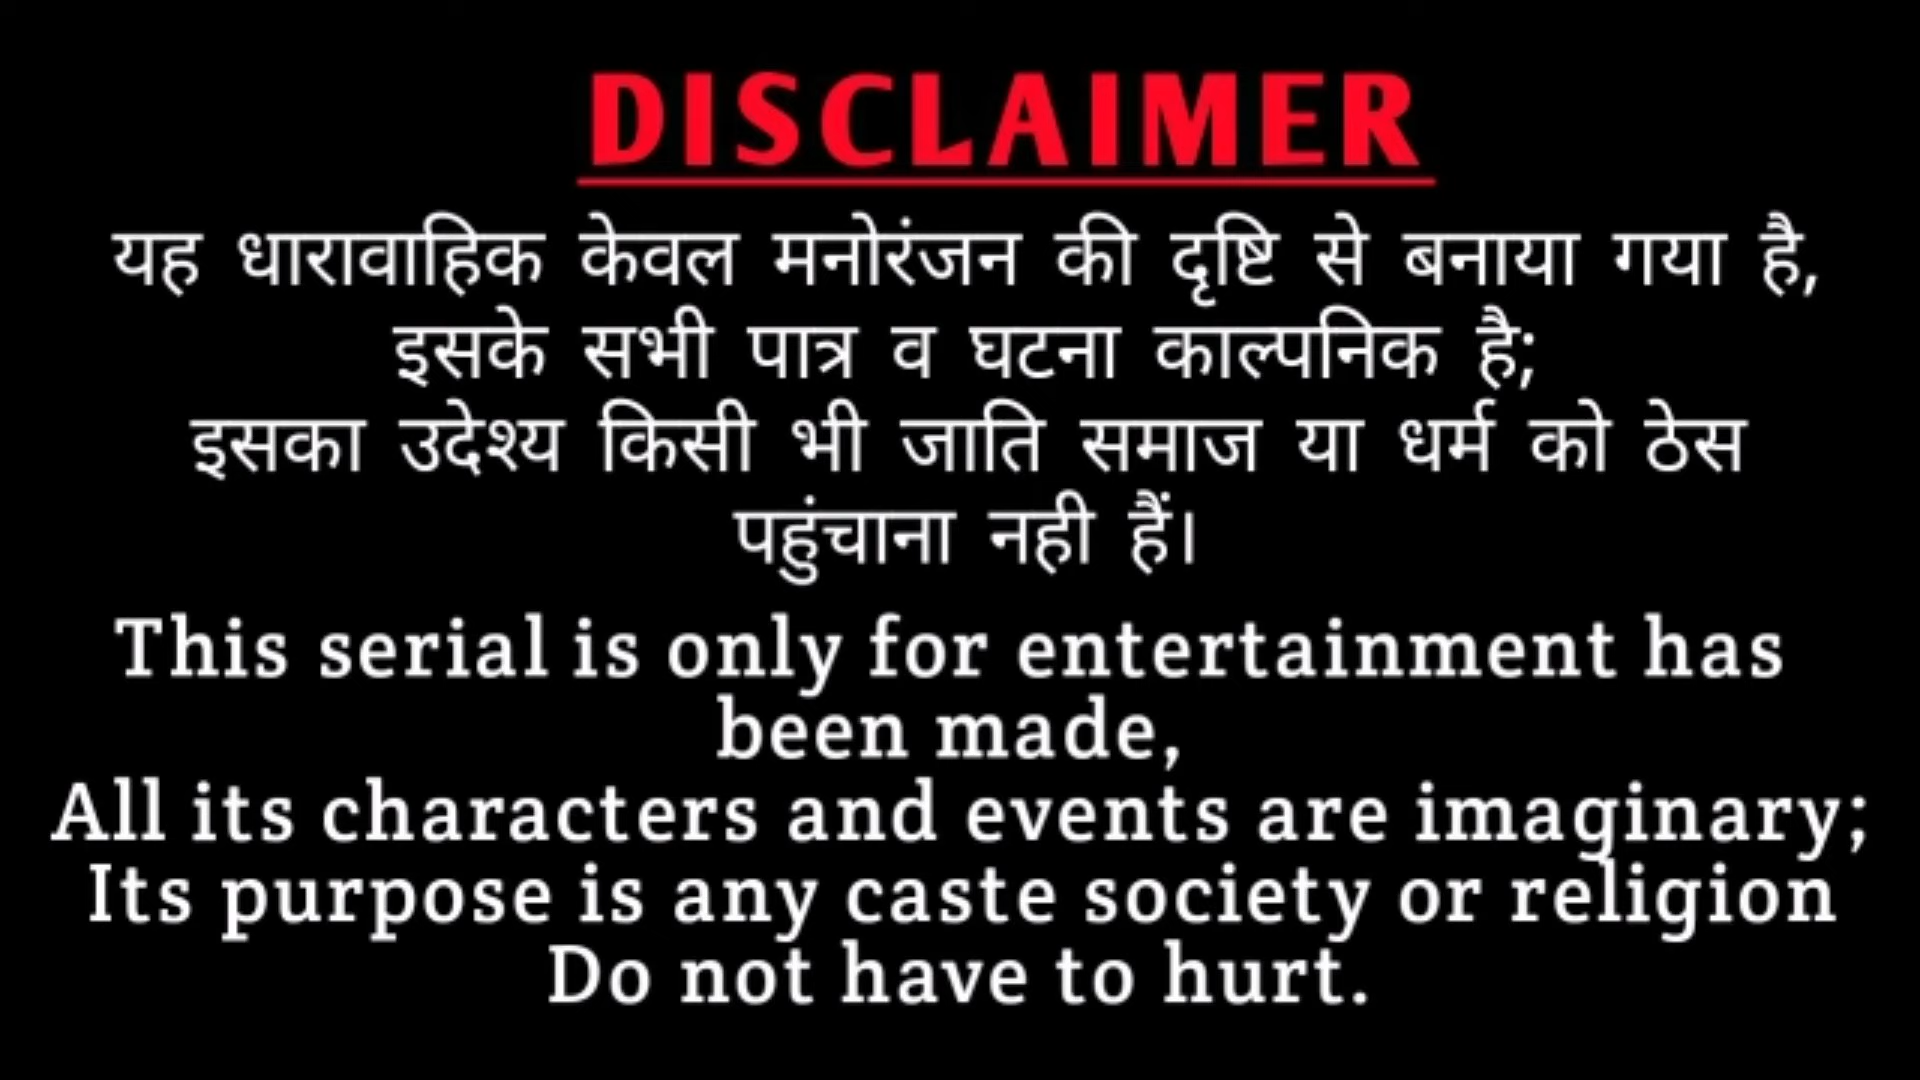 DISCLAIMER
यह धारावाहिक केवल मनोरंजन की दृष्टि से बनाया गया है,
इसके सभी पात्र व घटना काल्पनिक है;
इसका उदेश्य किसी भी जाति समाज या धर्म को ठेस
पहुंचाना नही हैं।
This serial is only for entertainment has
been made,
All its characters and events are imaginary;
Its purpose is any caste society or religion
Do not have to hurt.